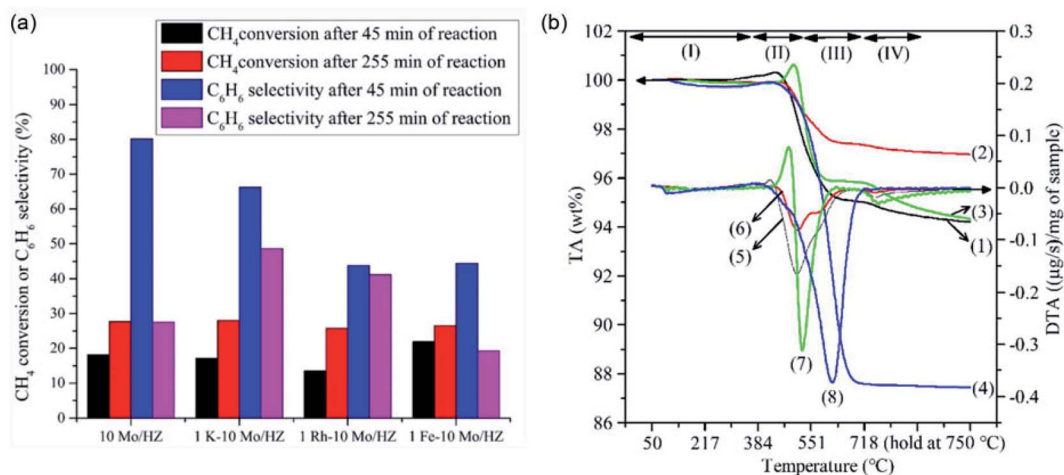 (a)
CH₄ conversion after 45 min of reaction
CH₄ conversion after 255 min of reaction
C₆H₆ selectivity after 45 min of reaction
C₆H₆ selectivity after 255 min of reaction
CH₄ conversion or C₆H₆ selectivity (%)
100
90
80
70
60
50
40
30
20
10
0
10 Mo/HZ
1 K-10 Mo/HZ
1 Rh-10 Mo/HZ
1 Fe-10 Mo/HZ
(b)
(I)
(II)
(III)
(IV)
TA (wt%)
102
100
98
96
94
92
90
88
86
0.3
0.2
0.1
0.0
-0.1
-0.2
-0.3
-0.4
DTA ((μg/s)/mg of sample)
(2)
(3)
(1)
(6)
(5)
(7)
(8)
(4)
50 217 384 551 718 (hold at 750 °C)
Temperature (°C)